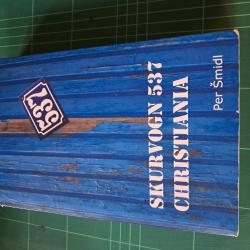 537
SKURVOGN 537
CHRISTIANIA
Per Šmidl